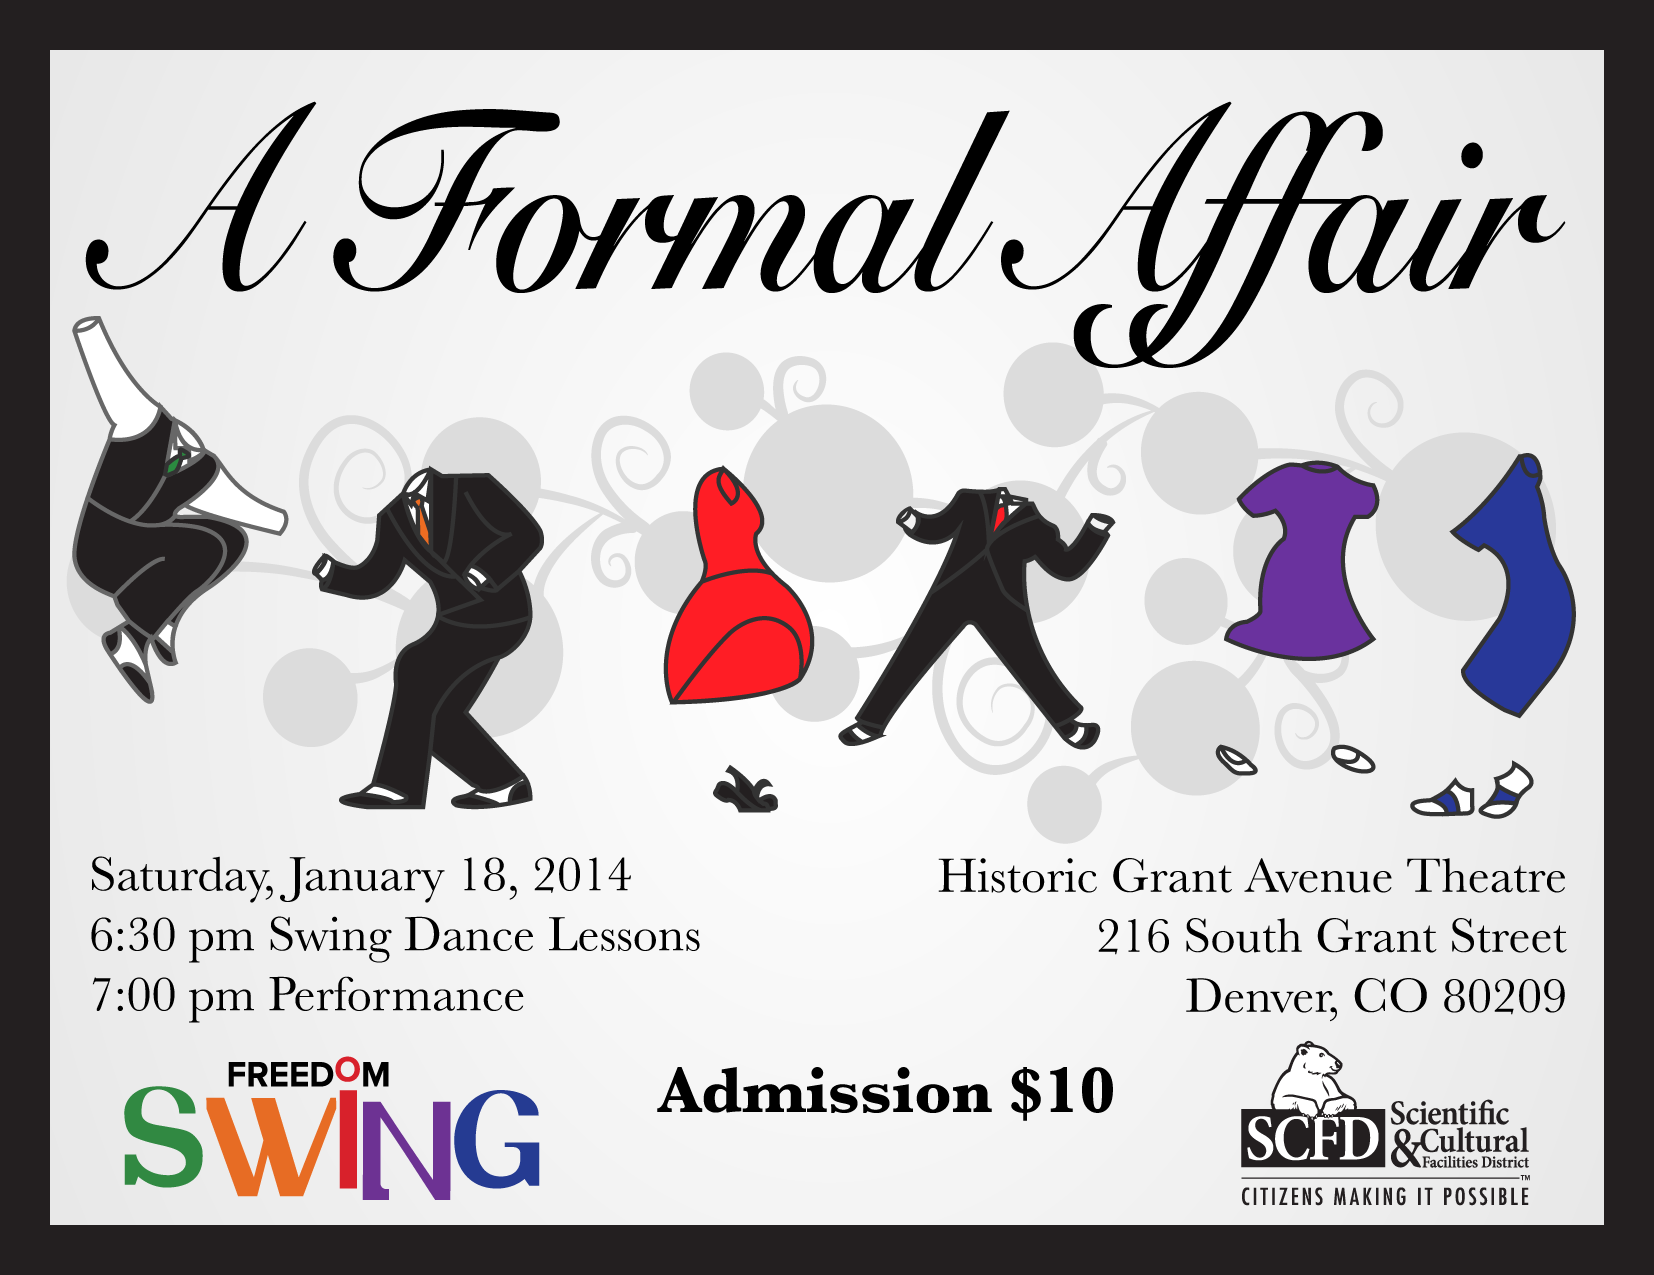 A Formal Affair
Saturday, January 18, 2014
6:30 pm Swing Dance Lessons
7:00 pm Performance
Historic Grant Avenue Theatre
216 South Grant Street
Denver, CO 80209
FREEDOM
SWING
Admission $10
SCFD
Scientific
&Cultural
Facilities District
™
CITIZENS MAKING IT POSSIBLE